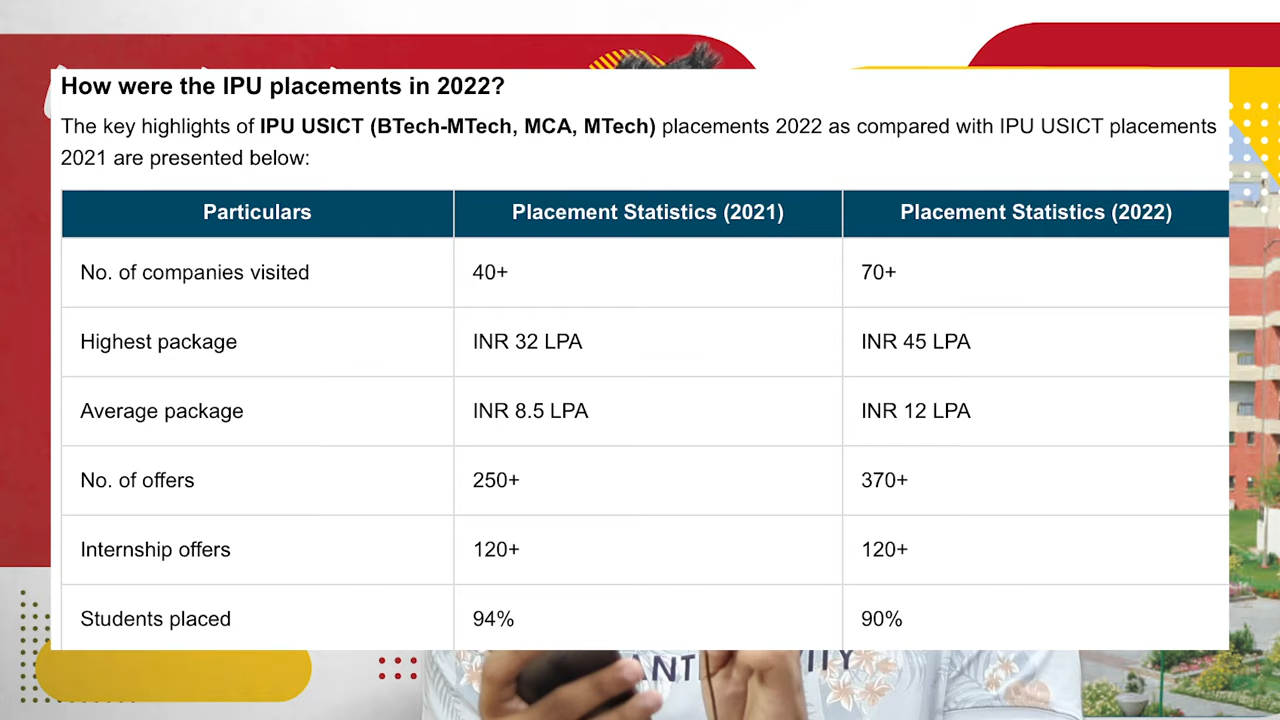 How were the IPU placements in 2022?
The key highlights of IPU USICT (BTech-MTech, MCA, MTech) placements 2022 as compared with IPU USICT placements
2021 are presented below:
Particulars Placement Statistics (2021) Placement Statistics (2022)
No. of companies visited 40+ 70+
Highest package INR 32 LPA INR 45 LPA
Average package INR 8.5 LPA INR 12 LPA
No. of offers 250+ 370+
Internship offers 120+ 120+
Students placed 94% 90%